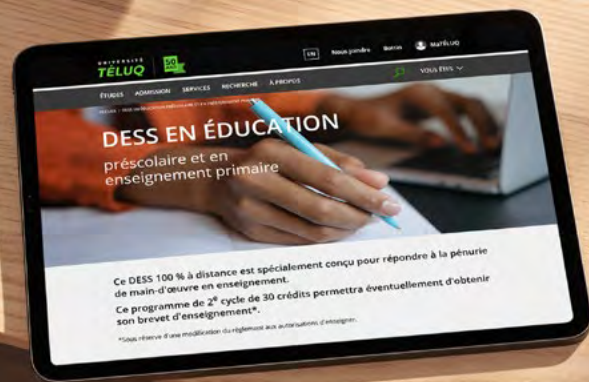 UNIVERSITÉ
TÉLUQ
50
ANS
EN
Nous joindre
Bottin
MaTÉLUQ
ÉTUDES
ADMISSION
SERVICES
RECHERCHE
À PROPOS
VOUS ÊTES
DESS EN ÉDUCATION
préscolaire et en
enseignement primaire
Ce DESS 100 % à distance est spécialement conçu pour répondre à la pénurie
de main-d'œuvre en enseignement.
Ce programme de 2e cycle de 30 crédits permettra éventuellement d'obtenir
son brevet d'enseignement*.
*Sous réserve d'une modification du règlement sur autorisations d'enseigner.